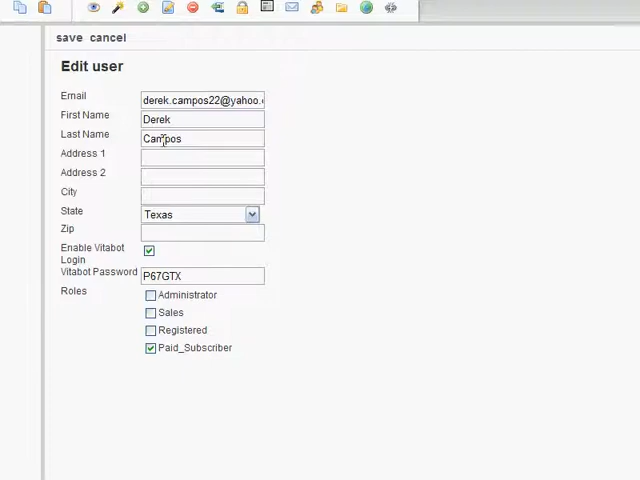 save cancel
Edit user
Email derek.campos22@yahoo.
First Name Derek
Last Name Campos
Address 1
Address 2
City
State Texas
Zip
Enable Vitabot
Login
Vitabot Password P67GTX
Roles Administrator
Sales
Registered
Paid_Subscriber